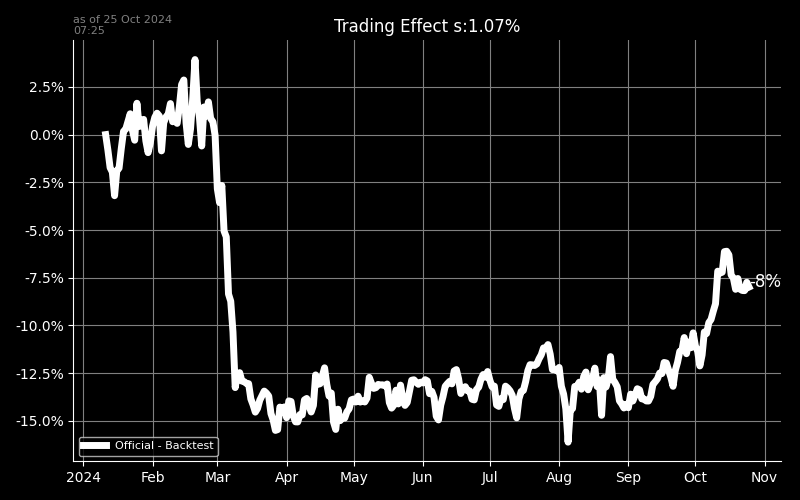 as of 25 Oct 2024
07:25
Trading Effect s:1.07%
2.5%
0.0%
-2.5%
-5.0%
-7.5%
-10.0%
-12.5%
-15.0%
-8%
Official - Backtest
2024 Feb Mar Apr May Jun Jul Aug Sep Oct Nov